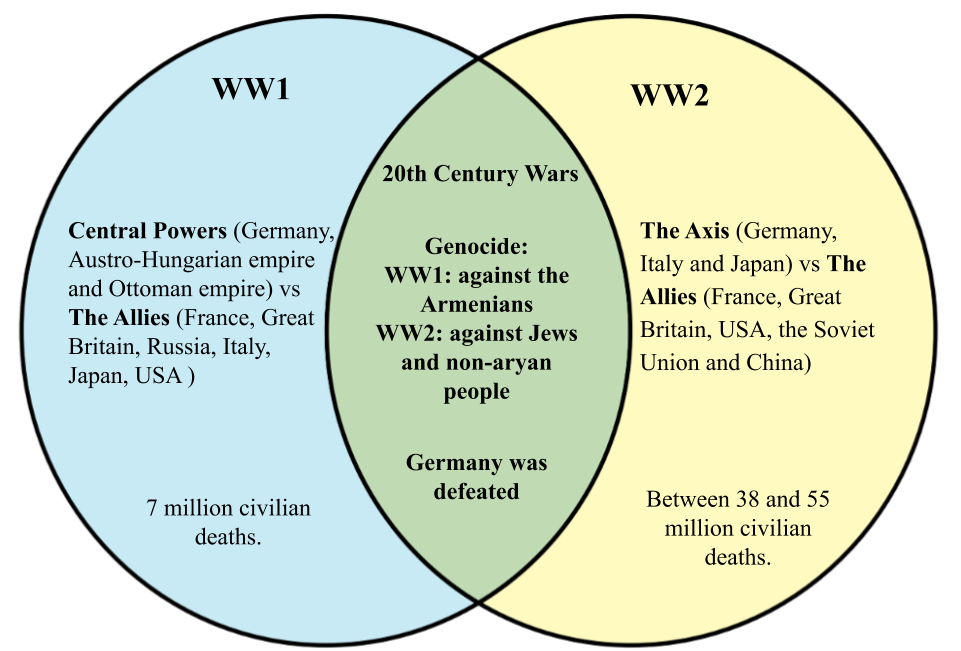 WW1
WW2
20th Century Wars
Central Powers (Germany,
Austro-Hungarian empire
and Ottoman empire) vs
The Allies (France, Great
Britain, Russia, Italy,
Japan, USA )
Genocide:
WW1: against the
Armenians
WW2: against Jews
and non-aryan
people
The Axis (Germany,
Italy and Japan) vs The
Allies (France, Great
Britain, USA, the Soviet
Union and China)
Germany was
defeated
7 million civilian
deaths.
Between 38 and 55
million civilian
deaths.